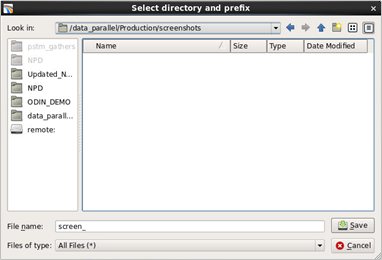 Select directory and prefix
Look in: /data_parallel/Production/screenshots
pstm_gathers
NPD
Updated_N...
NPD
ODIN_DEMO
data_parall...
remote:
Name Size Type Date Modified
File name: screen_ Save
Files of type: All Files (*) Cancel